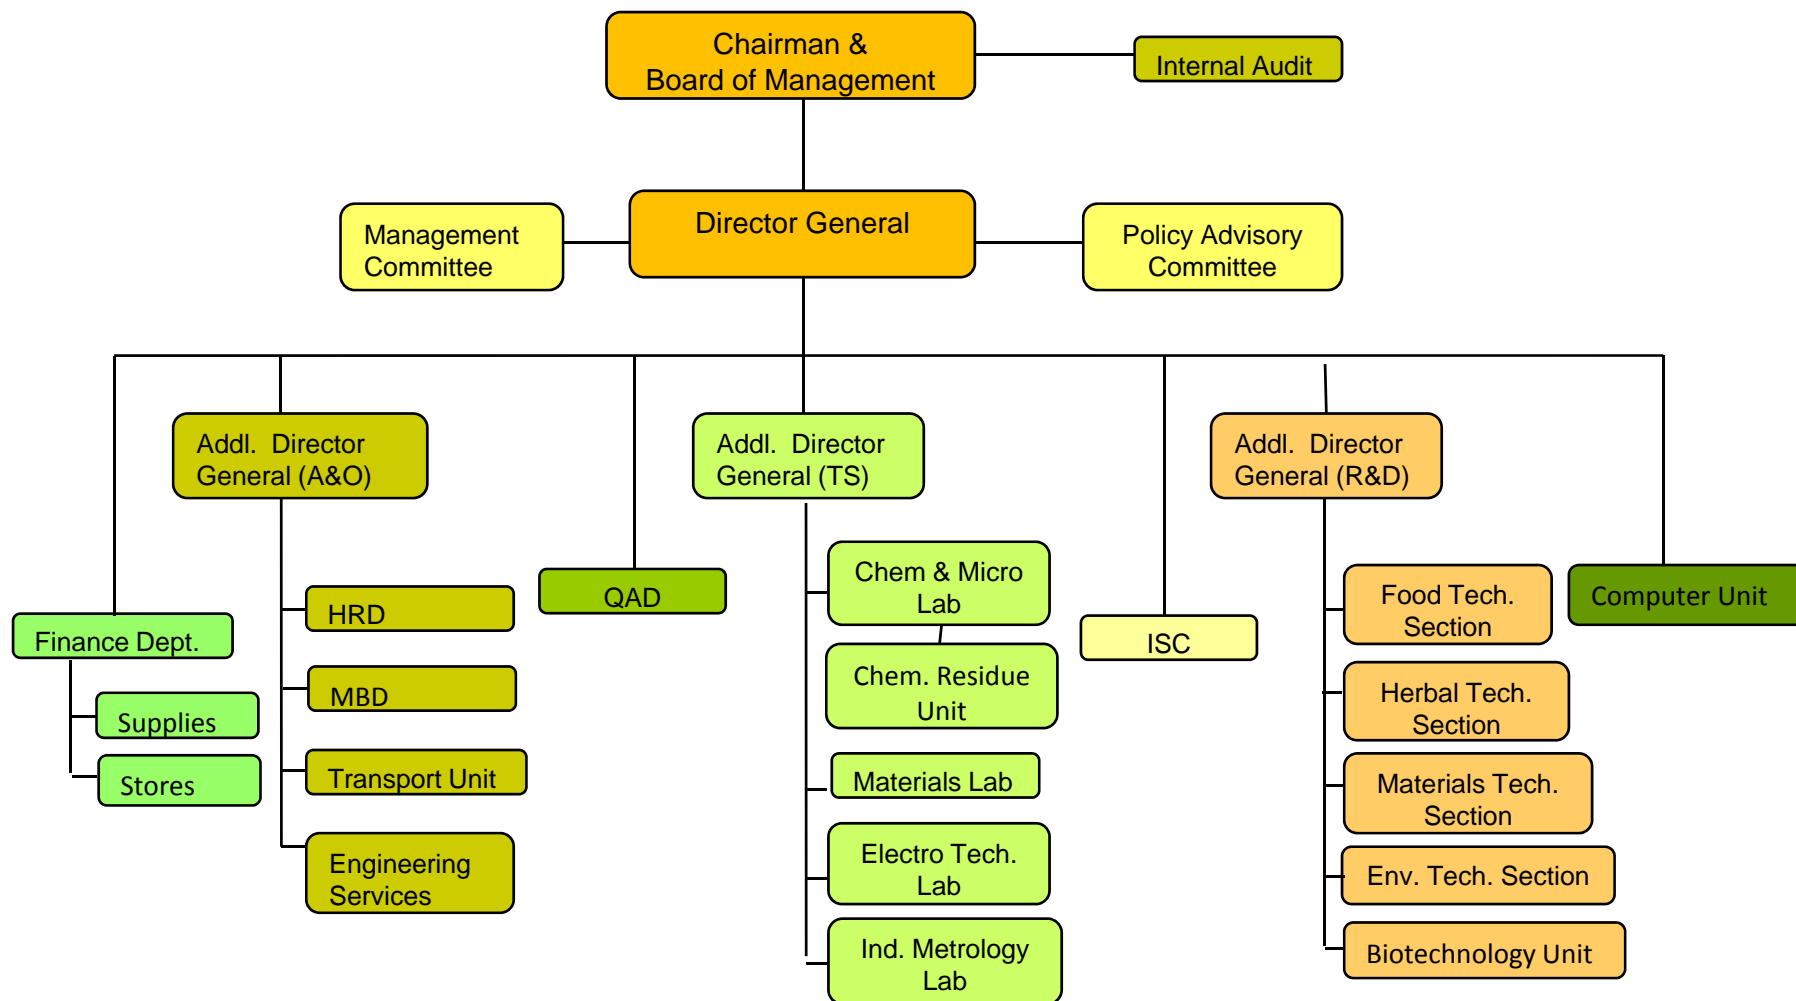 Chairman &
Board of Management
Internal Audit
Management
Committee
Director General
Policy Advisory
Committee
Addl.  Director
General (A&O)
Addl.  Director
General (TS)
Addl.  Director
General (R&D)
Finance Dept.
Supplies
Stores
HRD
MBD
Transport Unit
Engineering
Services
QAD
Chem & Micro
Lab
Chem. Residue
Unit
Materials Lab
Electro Tech.
Lab
Ind. Metrology
Lab
ISC
Food Tech.
Section
Herbal Tech.
Section
Materials Tech.
Section
Env. Tech. Section
Biotechnology Unit
Computer Unit